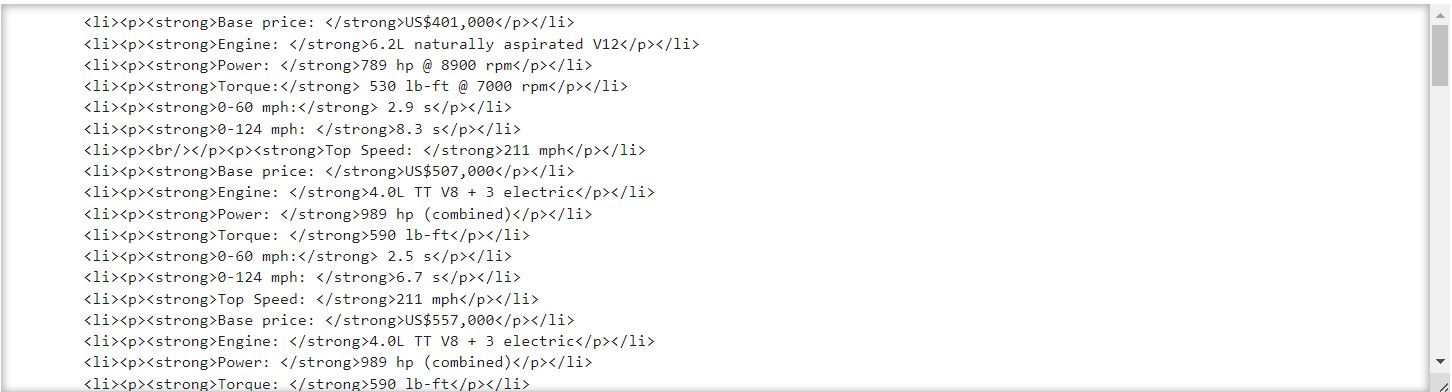 <li><p><strong>Base price: </strong>US$401,000</p></li>
<li><p><strong>Engine: </strong>6.2L naturally aspirated V12</p></li>
<li><p><strong>Power: </strong>789 hp @ 8900 rpm</p></li>
<li><p><strong>Torque:</strong> 530 lb-ft @ 7000 rpm</p></li>
<li><p><strong>0-60 mph:</strong> 2.9 s</p></li>
<li><p><strong>0-124 mph: </strong>8.3 s</p></li>
<li><p><br/></p><p><strong>Top Speed: </strong>211 mph</p></li>
<li><p><strong>Base price: </strong>US$507,000</p></li>
<li><p><strong>Engine: </strong>4.0L TT V8 + 3 electric</p></li>
<li><p><strong>Power: </strong>989 hp (combined)</p></li>
<li><p><strong>Torque: </strong>590 lb-ft</p></li>
<li><p><strong>0-60 mph:</strong> 2.5 s</p></li>
<li><p><strong>0-124 mph: </strong>6.7 s</p></li>
<li><p><strong>Top Speed: </strong>211 mph</p></li>
<li><p><strong>Base price: </strong>US$557,000</p></li>
<li><p><strong>Engine: </strong>4.0L TT V8 + 3 electric</p></li>
<li><p><strong>Power: </strong>989 hp (combined)</p></li>
<li><p><strong>Torque: </strong>590 lb-ft</p></li>